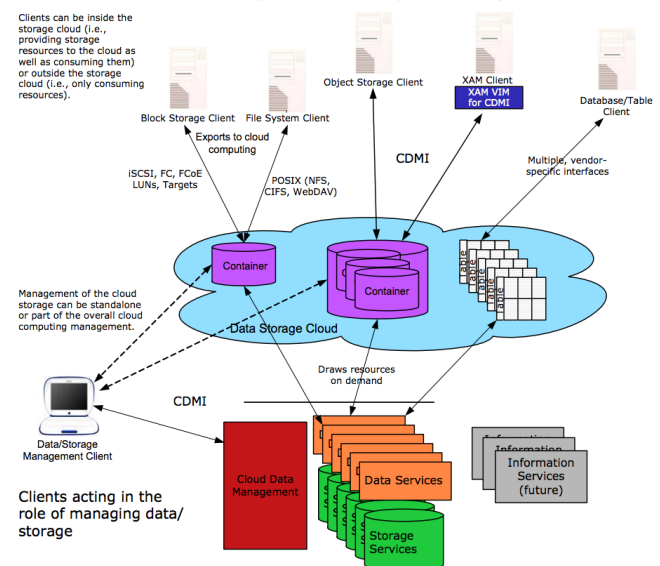 Clients can be inside the
storage cloud (i.e.,
providing storage
resources to the cloud as
well as consuming them)
or outside the storage
cloud (i.e., only consuming
resources).
Block Storage Client
File System Client
Object Storage Client
XAM Client
XAM VIM
for CDMI
Database/Table
Client
Exports to cloud
computing
iSCSI, FC, FCoE
LUNs, Targets
POSIX (NFS,
CIFS, WebDAV)
CDMI
Multiple, vendor-
specific interfaces
Container
Container
Table
Table
Table
Table
Table
Management of the cloud
storage can be standalone
or part of the overall cloud
computing management.
Data Storage Cloud
Draws resources
on demand
CDMI
Data/Storage
Management Client
Cloud Data
Management
Data Services
Storage
Services
Information
Information
Services
(future)
Clients acting in the
role of managing data/
storage